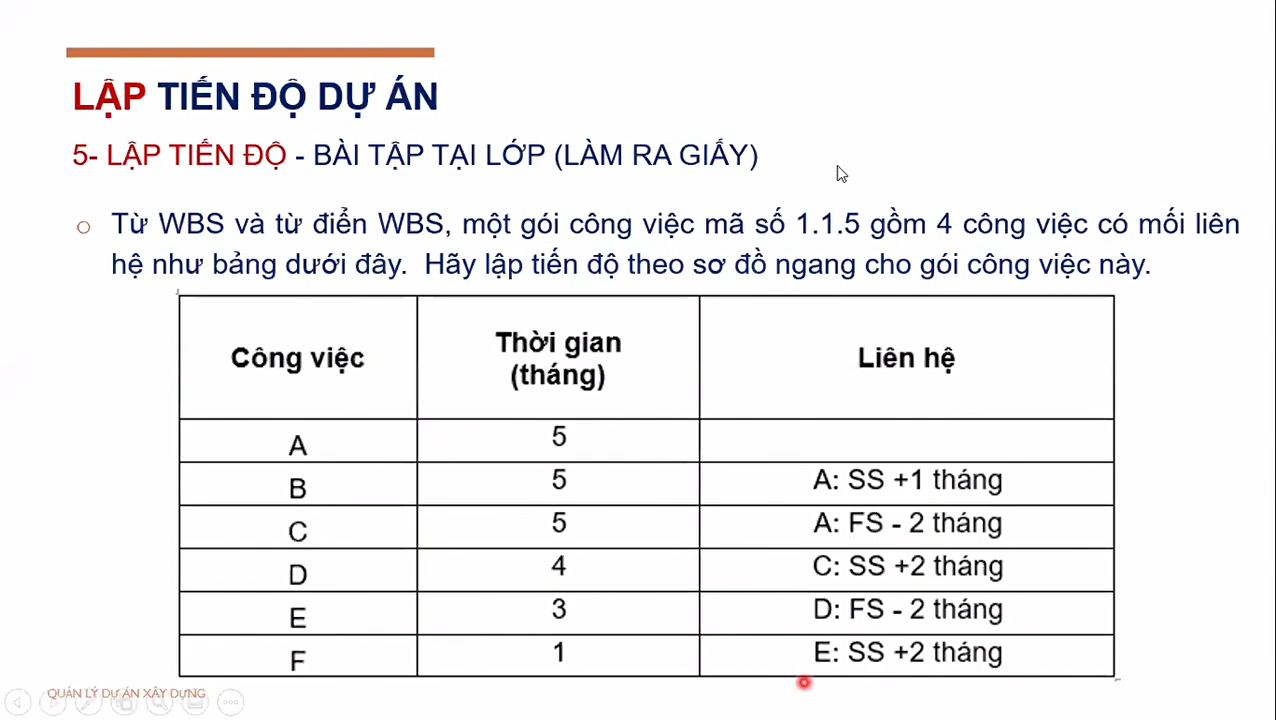 LẬP TIẾN ĐỘ DỰ ÁN
5- LẬP TIẾN ĐỘ - BÀI TẬP TẠI LỚP (LÀM RA GIẤY)
Từ WBS và từ điển WBS, một gói công việc mã số 1.1.5 gồm 4 công việc có mối liên
hệ như bảng dưới đây. Hãy lập tiến độ theo sơ đồ ngang cho gói công việc này.
Công việc Thời gian (tháng) Liên hệ
A 5
B 5 A: SS +1 tháng
C 5 A: FS - 2 tháng
D 4 C: SS +2 tháng
E 3 D: FS - 2 tháng
F 1 E: SS +2 tháng
QUẢN LÝ DỰ ÁN XÂY DỰNG